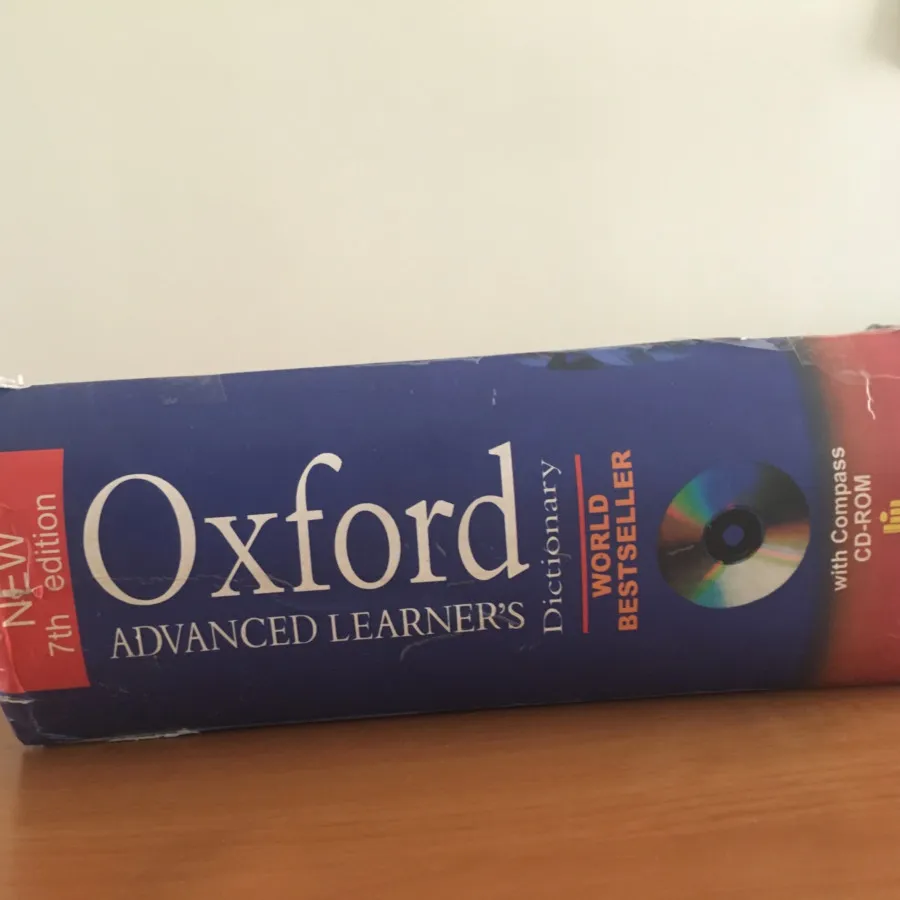 NEW
7th edition
Oxford
ADVANCED LEARNER'S
Dictionary
WORLD
BESTSELLER
with Compass
CD-ROM